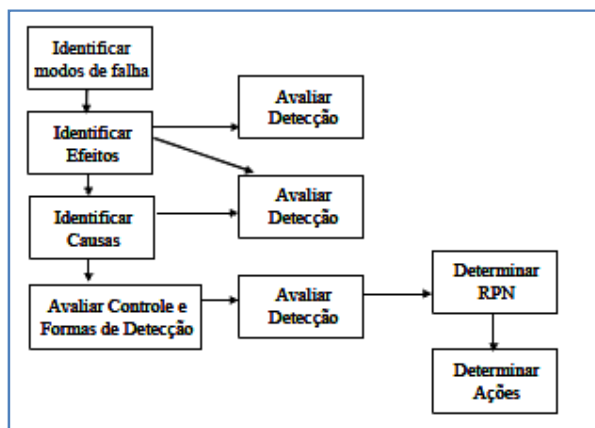 Identificar
modos de falha
Avaliar
Detecção
Identificar
Efeitos
Avaliar
Detecção
Identificar
Causas
Determinar
RPN
Avaliar Controle e
Formas de Detecção
Avaliar
Detecção
Determinar
Ações